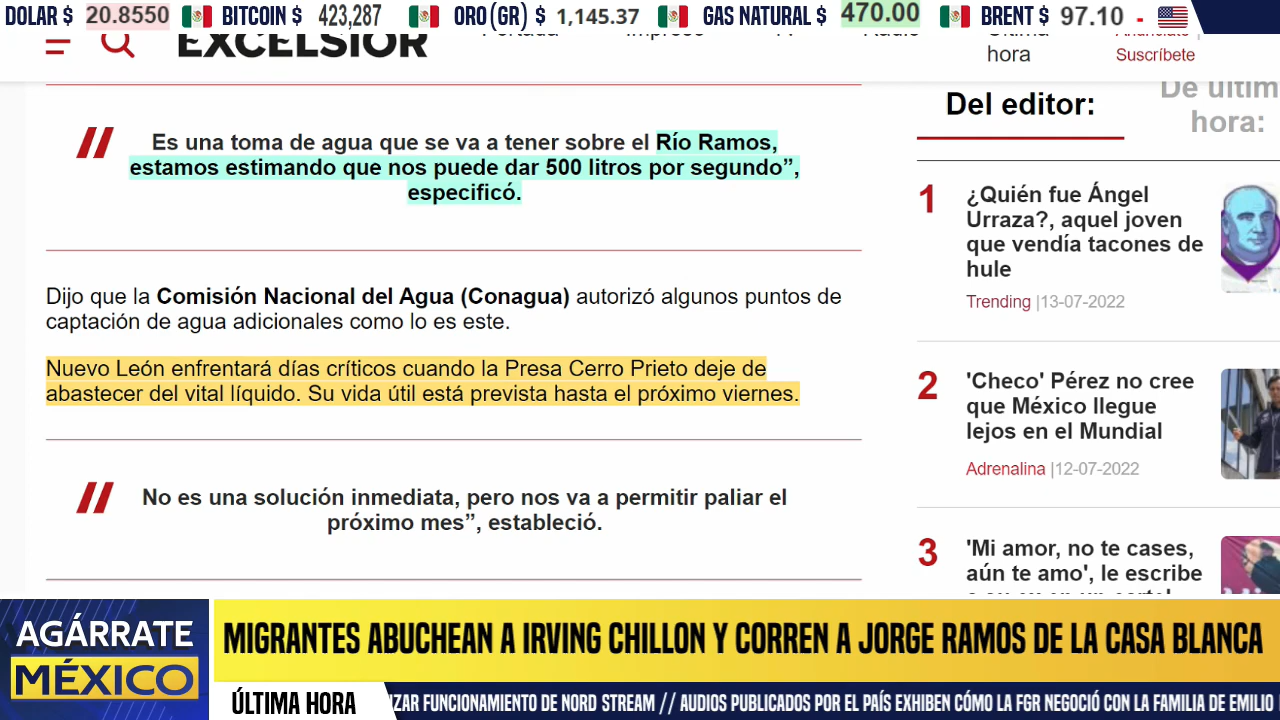 DOLAR $ 20.8550 BITCOIN $ 423,287 ORO(GR) $ 1,145.37 GAS NATURAL $ 470.00 BRENT $ 97.10 -
EXCELSIOR
hora
Suscríbete
Es una toma de agua que se va a tener sobre el Río Ramos,
estamos estimando que nos puede dar 500 litros por segundo”,
especificó.
Dijo que la Comisión Nacional del Agua (Conagua) autorizó algunos puntos de
captación de agua adicionales como lo es este.
Nuevo León enfrentará días críticos cuando la Presa Cerro Prieto deje de
abastecer del vital líquido. Su vida útil está prevista hasta el próximo viernes.
No es una solución inmediata, pero nos va a permitir paliar el
próximo mes”, estableció.
Del editor:
De últim
hora:
1
¿Quién fue Ángel
Urraza?, aquel joven
que vendía tacones de
hule
Trending |13-07-2022
2
'Checo' Pérez no cree
que México llegue
lejos en el Mundial
Adrenalina |12-07-2022
3
'Mi amor, no te cases,
aún te amo', le escribe
AGÁRRATE
MÉXICO
MIGRANTES ABUCHEAN A IRVING CHILLON Y CORREN A JORGE RAMOS DE LA CASA BLANCA
ÚLTIMA HORA
IZAR FUNCIONAMIENTO DE NORD STREAM // AUDIOS PUBLICADOS POR EL PAÍS EXHIBEN CÓMO LA FGR NEGOCIÓ CON LA FAMILIA DE EMILIO